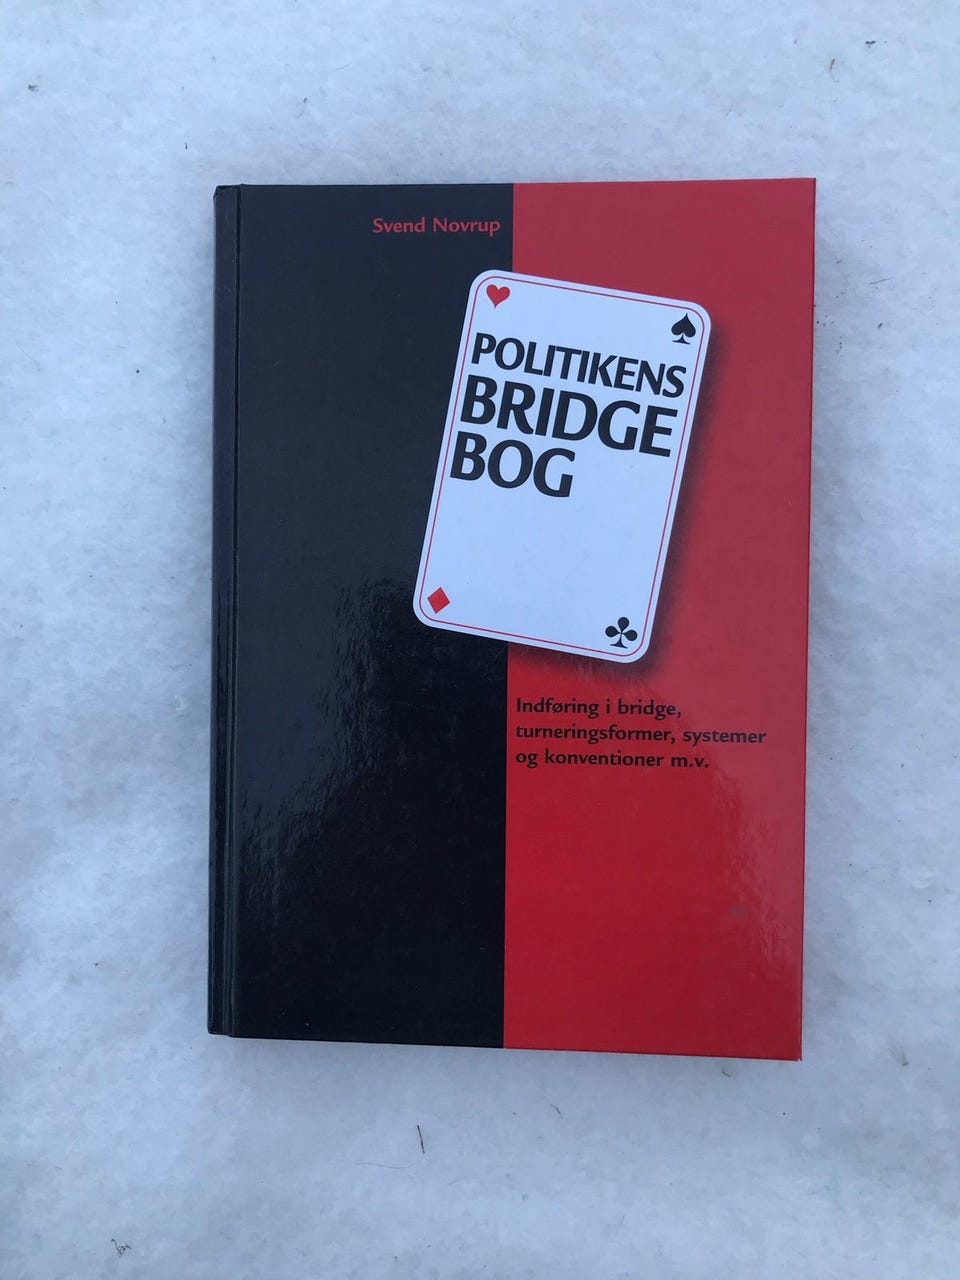 Svend Novrup
POLITIKENS
BRIDGE
BOG
Indføring i bridge,
turneringsformer, systemer
og konventioner m.v.